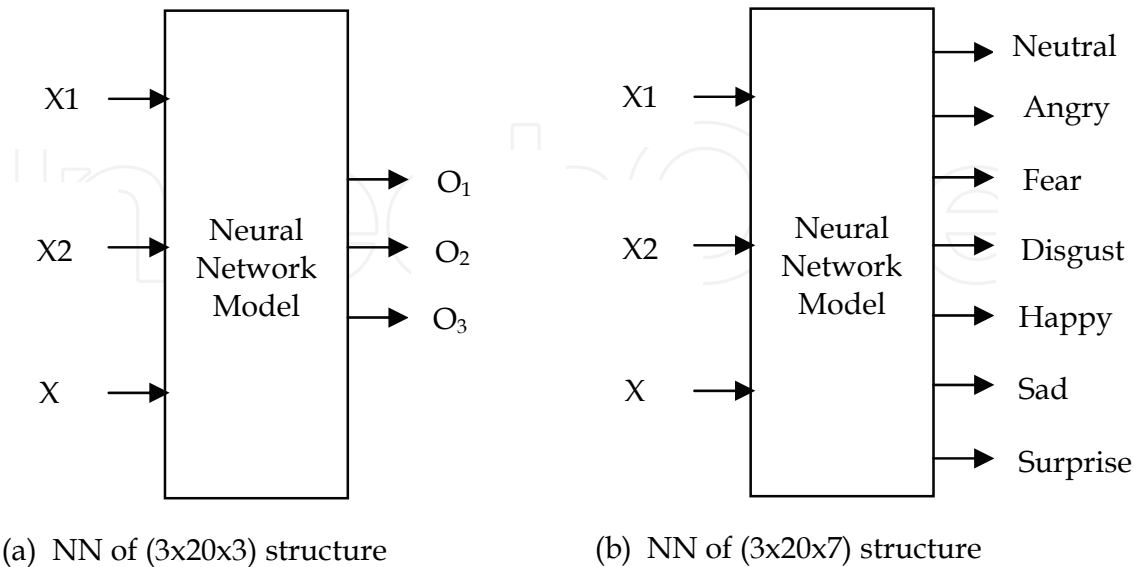 X1
X2
X
Neural
Network
Model
O₁
O₂
O₃
(a) NN of (3x20x3) structure
X1
X2
X
Neural
Network
Model
Neutral
Angry
Fear
Disgust
Happy
Sad
Surprise
(b) NN of (3x20x7) structure